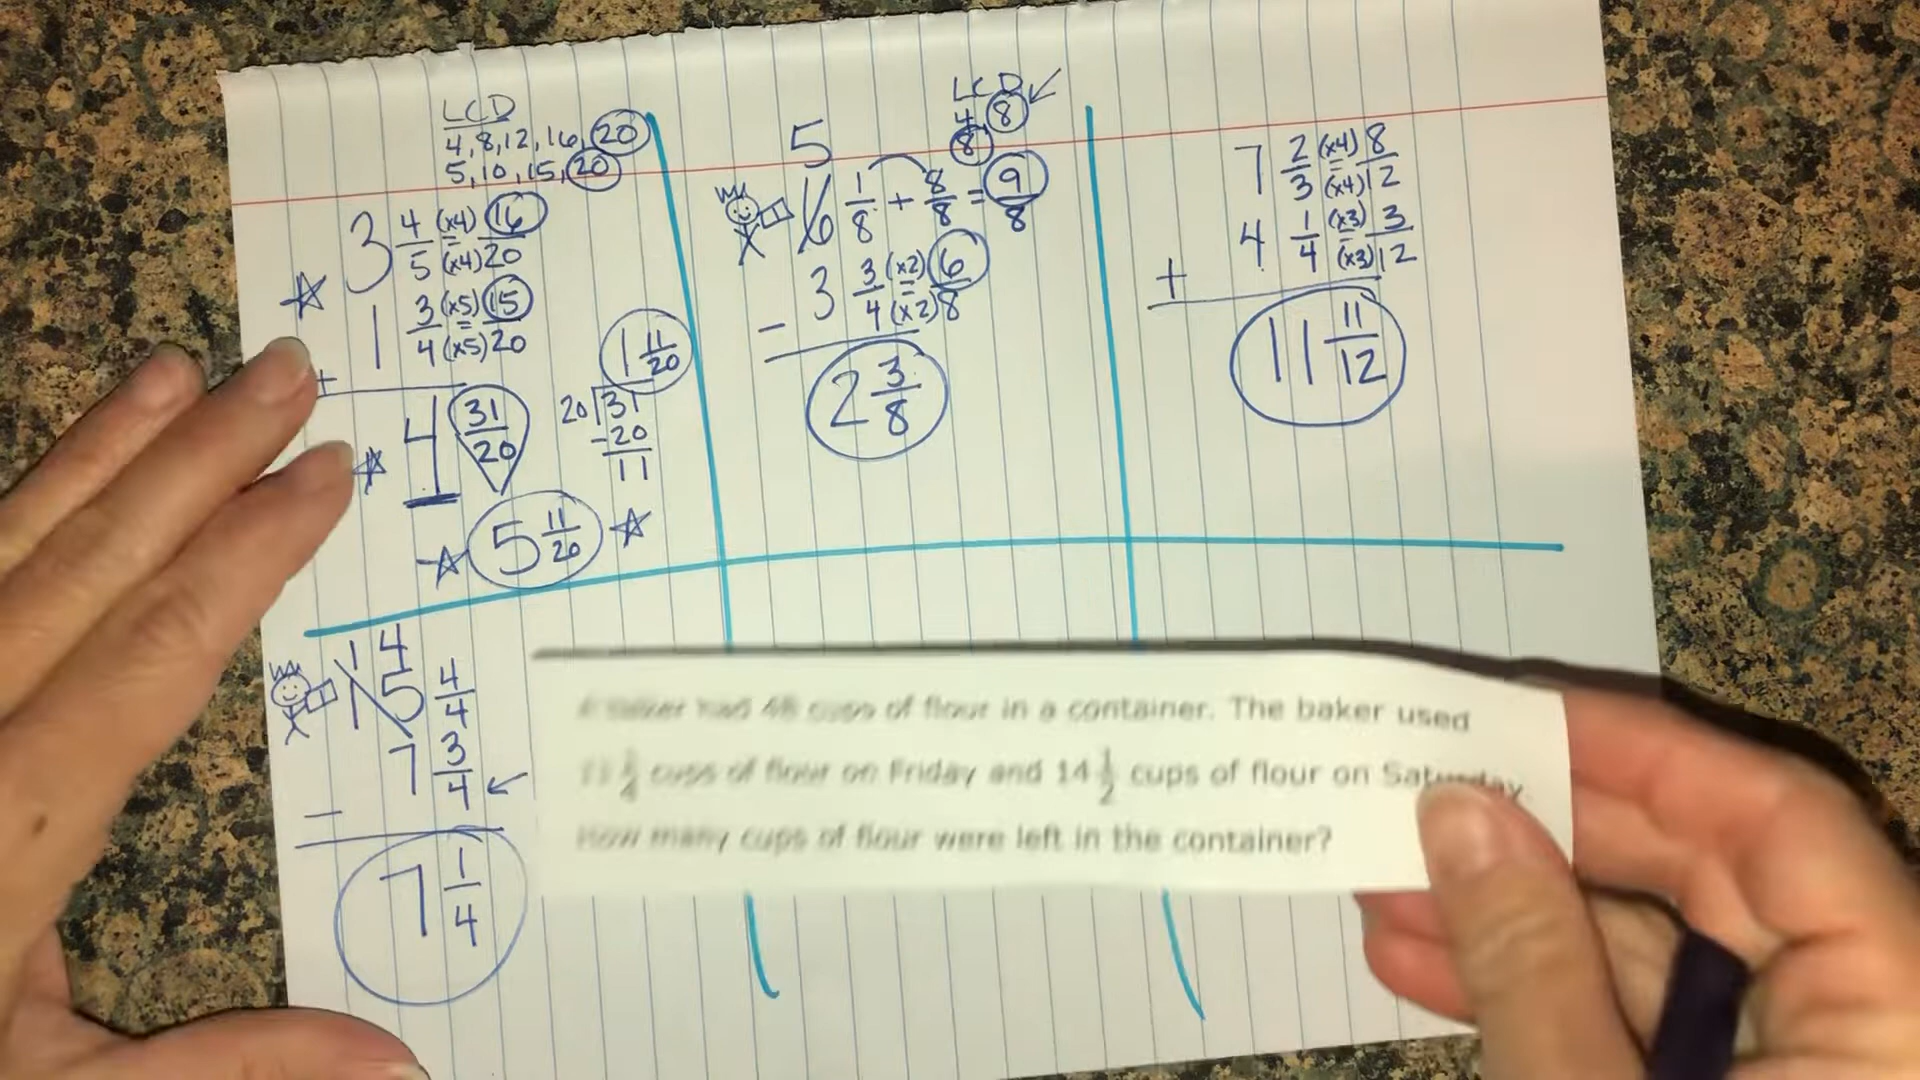 LCD
4, 8, 12, 16, 20
5, 10, 15, 20
3 4/5 (x4) = 16/20 (x4)
+ 1 3/4 (x5) = 15/20 (x5)
4 31/20
1 11/20
20 31
-20
11
5 11/20
LCD
4, 8
8
5
6 1/8 + 8/8 = 9/8
- 3 3/4 (x2) = 6/8 (x2)
2 3/8
7 2/3 (x4) = 8/12 (x4)
+ 4 1/4 (x3) = 3/12 (x3)
11 11/12
14
15 4/4
- 7 3/4
7 1/4
baker had 48 cups of flour in a container. The baker used
cups of flour on Friday and 14 1/2 cups of flour on Saturday
How many cups of flour were left in the container?